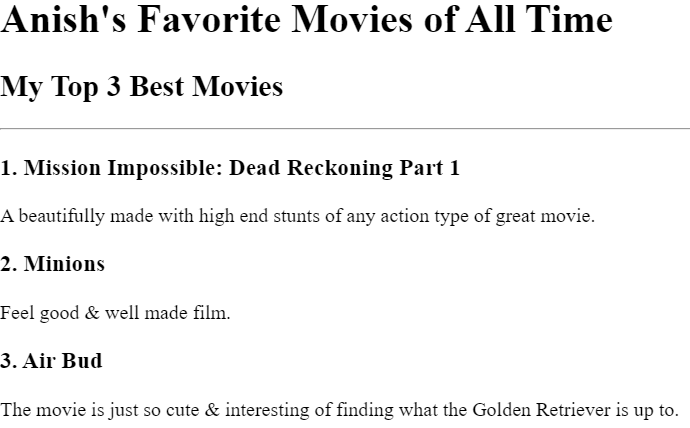 Anish's Favorite Movies of All Time
My Top 3 Best Movies
1. Mission Impossible: Dead Reckoning Part 1
A beautifully made with high end stunts of any action type of great movie.
2. Minions
Feel good & well made film.
3. Air Bud
The movie is just so cute & interesting of finding what the Golden Retriever is up to.